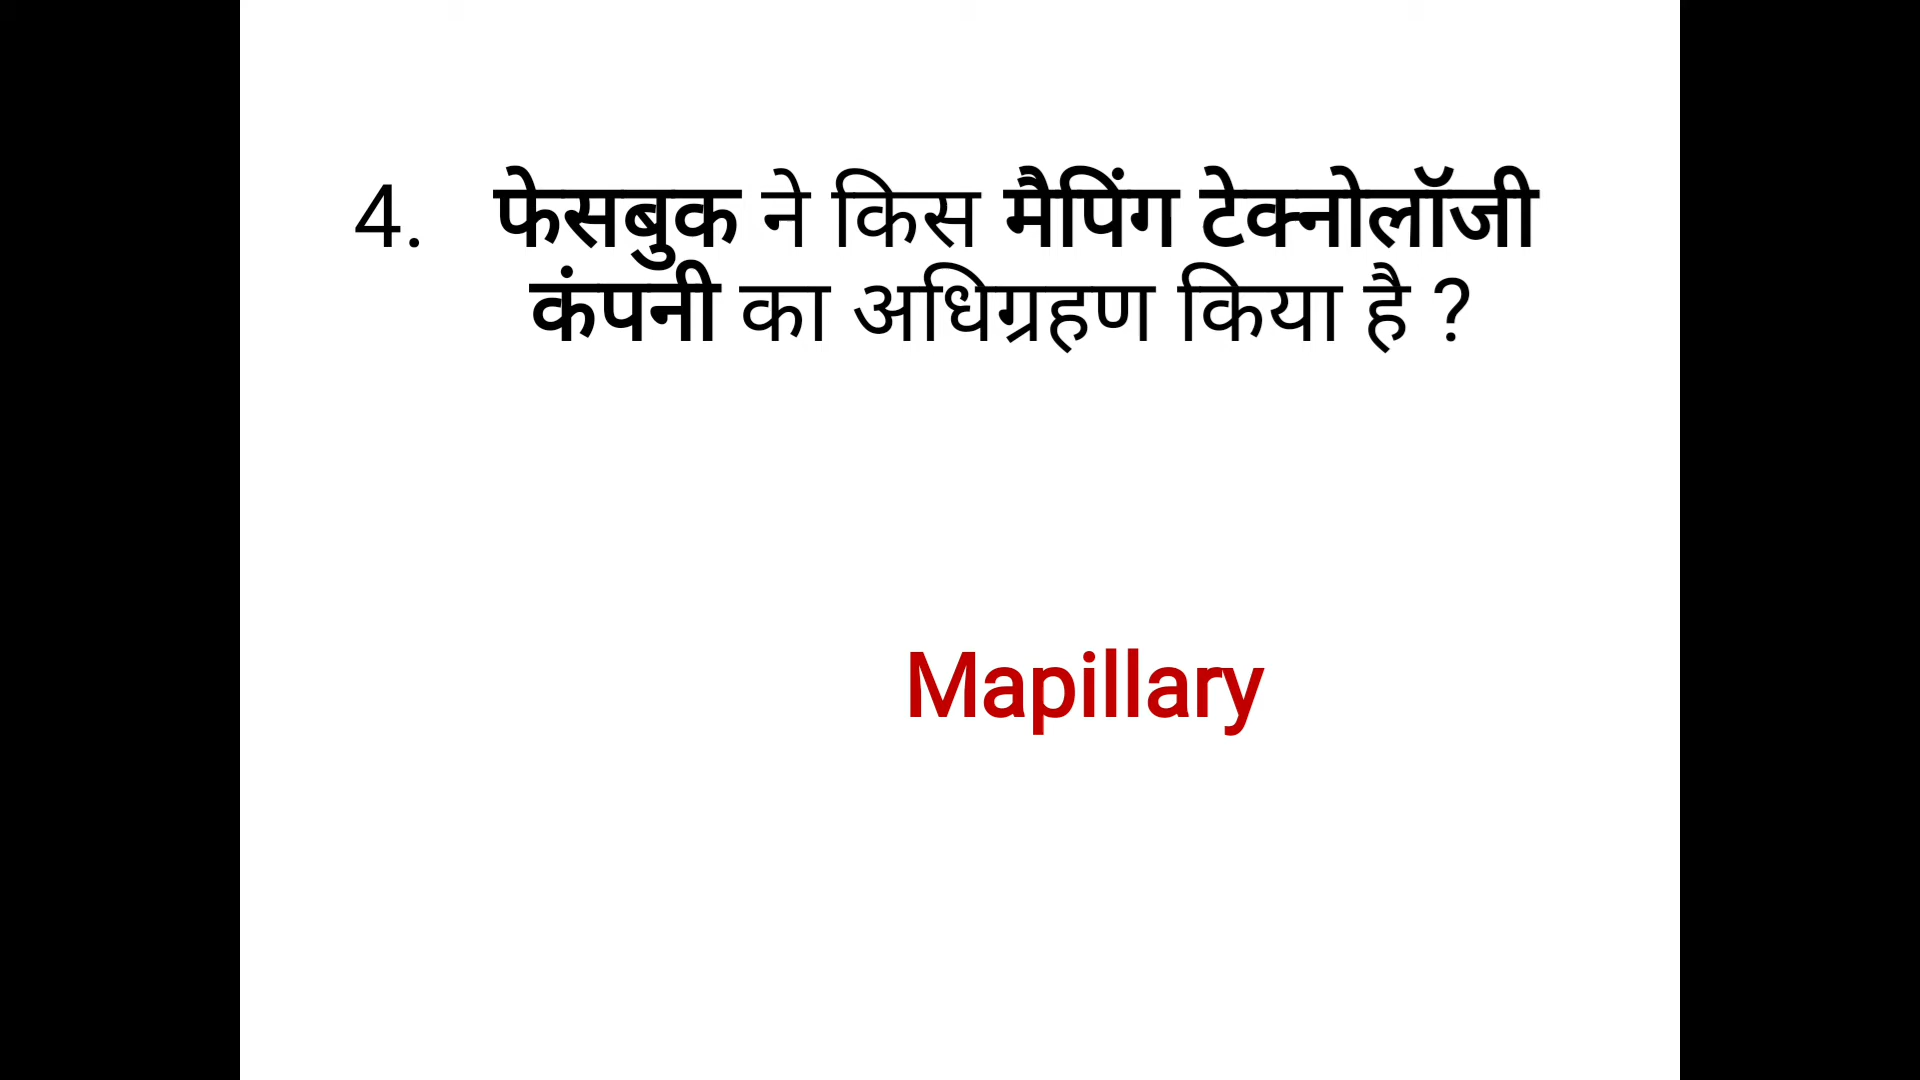 4. फेसबुक ने किस मैपिंग टेक्नोलॉजी
कंपनी का अधिग्रहण किया है ?
Mapillary